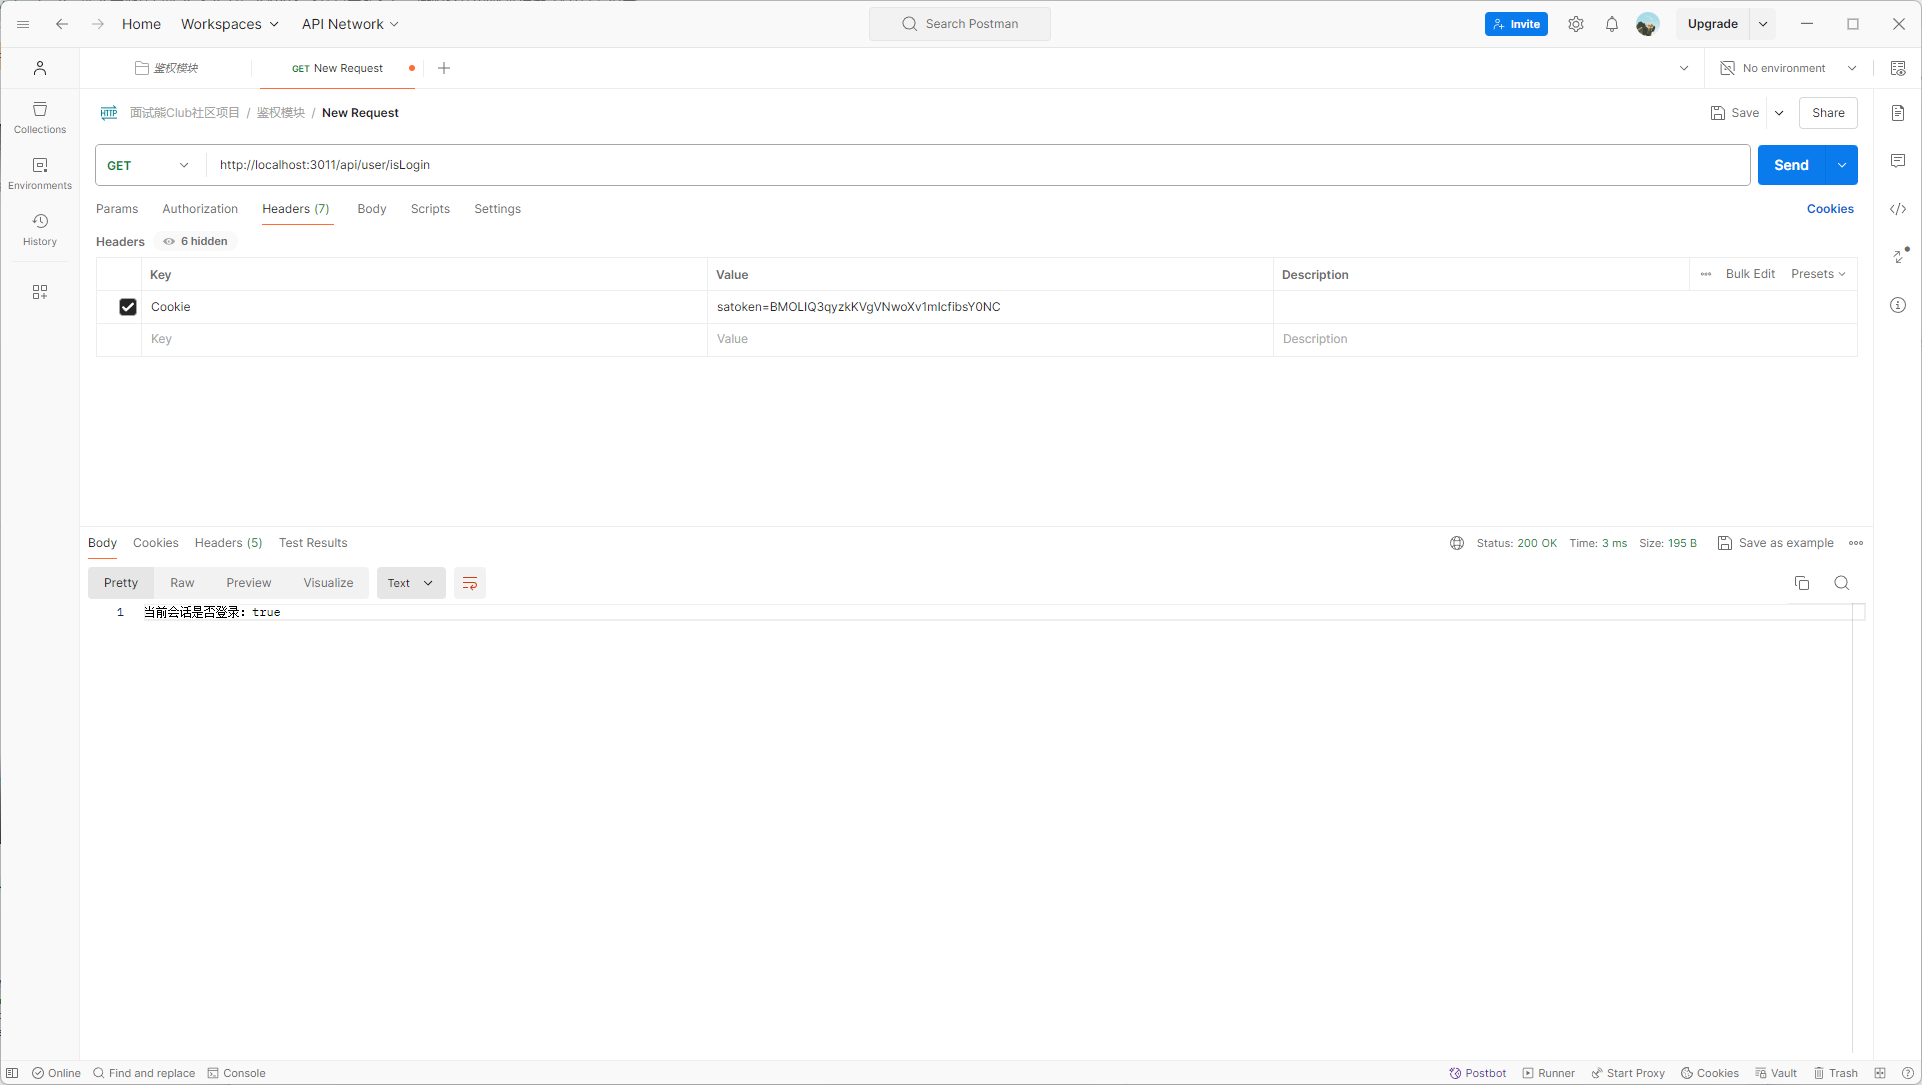 Home Workspaces API Network Search Postman Invite Upgrade
鉴权模块 GET New Request No environment
HTTP 面试熊Club社区项目 / 鉴权模块 / New Request Save Share
Collections
Environments
History
GET http://localhost:3011/api/user/isLogin Send
Params Authorization Headers (7) Body Scripts Settings Cookies
Headers 6 hidden
Key Value Description Bulk Edit Presets
Cookie satoken=BMOLIQ3qyzkKVgVNwoXv1mIcfibsY0NC
Key Value Description
Body Cookies Headers (5) Test Results Status: 200 OK Time: 3 ms Size: 195 B Save as example
Pretty Raw Preview Visualize Text
1 当前会话是否登录：true
Online Find and replace Console Postbot Runner Start Proxy Cookies Vault Trash